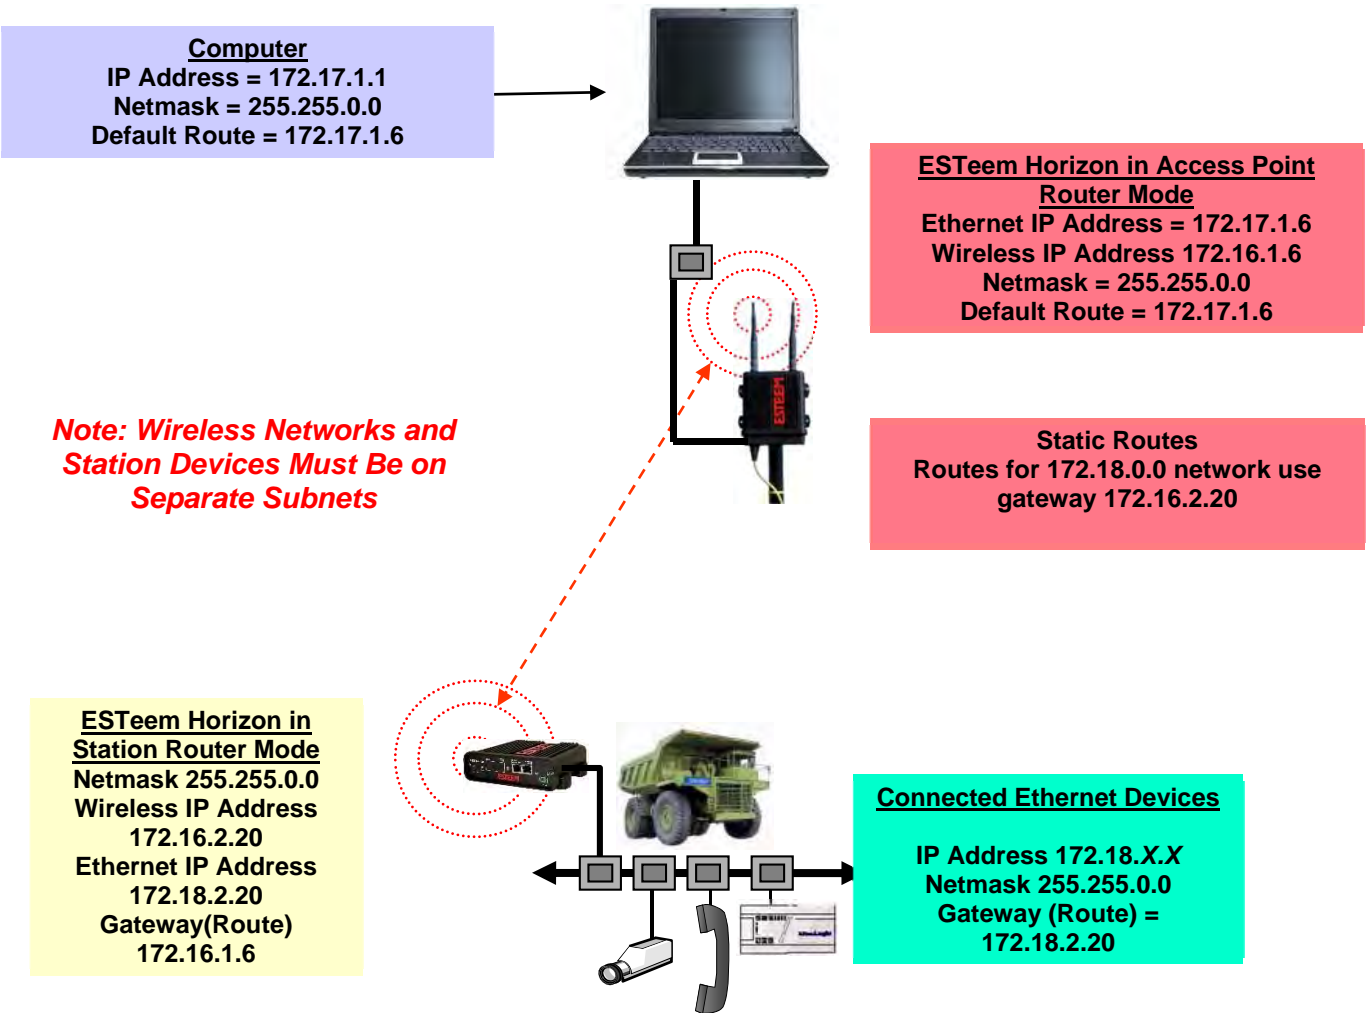 Computer
IP Address = 172.17.1.1
Netmask = 255.255.0.0
Default Route = 172.17.1.6
ESTeem Horizon in Access Point
Router Mode
Ethernet IP Address = 172.17.1.6
Wireless IP Address 172.16.1.6
Netmask = 255.255.0.0
Default Route = 172.17.1.6
ESTEEM
Note: Wireless Networks and
Station Devices Must Be on
Separate Subnets
Static Routes
Routes for 172.18.0.0 network use
gateway 172.16.2.20
ESTeem Horizon in
Station Router Mode
Netmask 255.255.0.0
Wireless IP Address
172.16.2.20
Ethernet IP Address
172.18.2.20
Gateway(Route)
172.16.1.6
ESTEEM
Connected Ethernet Devices
IP Address 172.18.X.X
Netmask 255.255.0.0
Gateway (Route) =
172.18.2.20